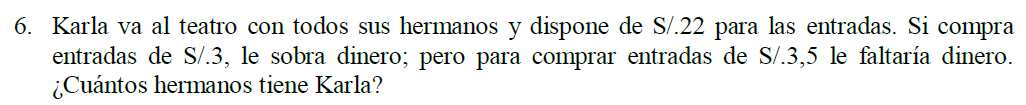 6. Karla va al teatro con todos sus hermanos y dispone de S/.22 para las entradas. Si compra
entradas de S/.3, le sobra dinero; pero para comprar entradas de S/.3,5 le faltaría dinero.
¿Cuántos hermanos tiene Karla?